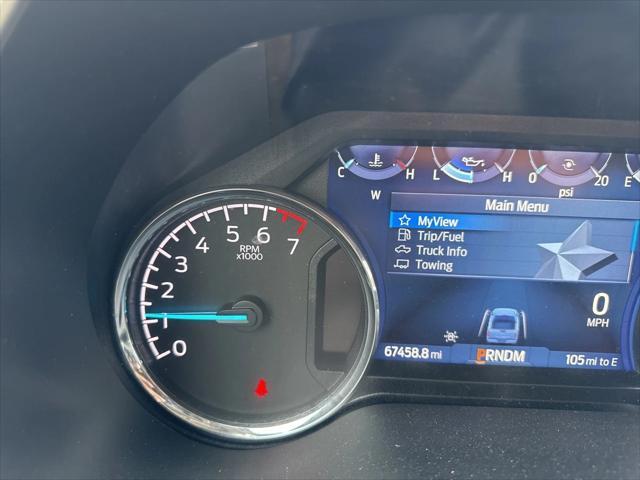 C H L H 0 20 E
W psi
Main Menu
MyView
Trip/Fuel
Truck Info
Towing
0
MPH
67458.8 mi PRNDM 105 mi to E
0 1 2 3 4 5 6 7
RPM
x1000